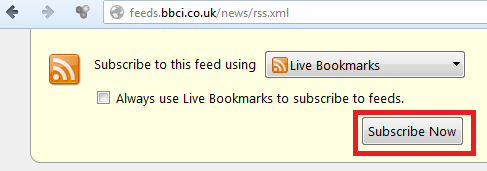 feeds.bbci.co.uk/news/rss.xml
Subscribe to this feed using Live Bookmarks
Always use Live Bookmarks to subscribe to feeds.
Subscribe Now